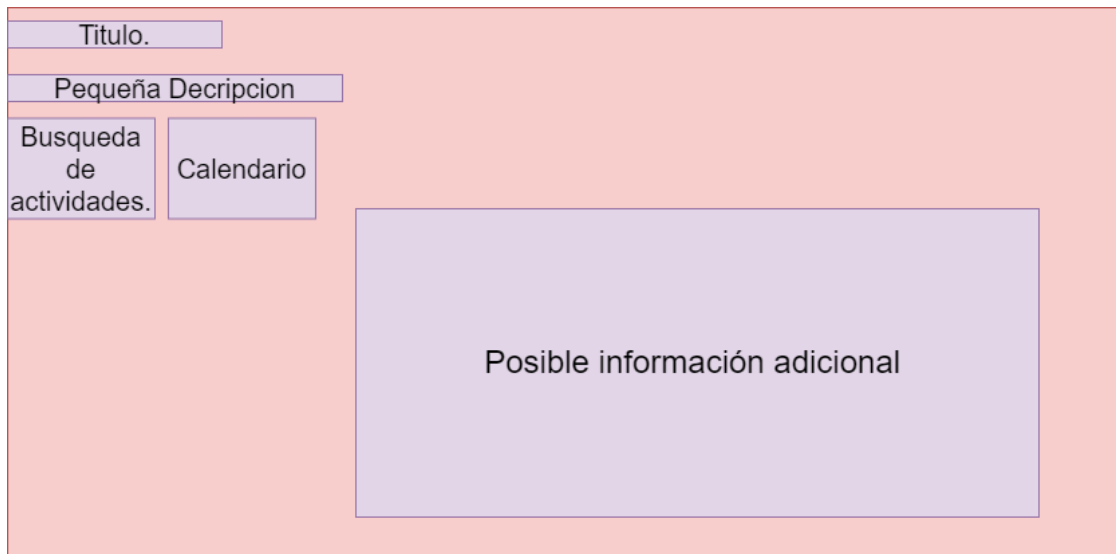 Titulo.
Pequeña Decripcion
Busqueda
de
actividades.
Calendario
Posible información adicional